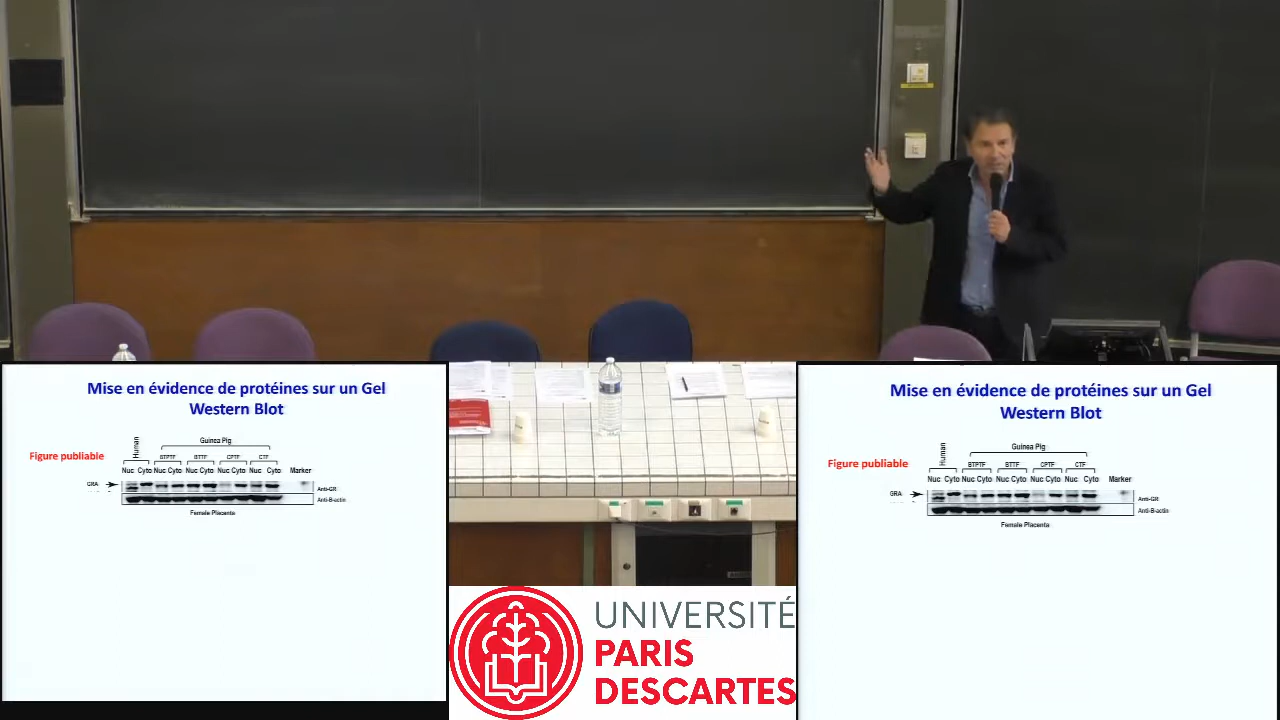 Mise en évidence de protéines sur un Gel
Western Blot
Figure publiable
Human
Guinea Pig
BTPTF BTTF CPTF CTF
Nuc Cyto Nuc Cyto Nuc Cyto Nuc Cyto Nuc Cyto Marker
GRA
Anti-GR
Anti-B-actin
Female Placenta
UNIVERSITÉ
PARIS
DESCARTES
Mise en évidence de protéines sur un Gel
Western Blot
Figure publiable
Human
Guinea Pig
BTPTF BTTF CPTF CTF
Nuc Cyto Nuc Cyto Nuc Cyto Nuc Cyto Nuc Cyto Marker
GRA
Anti-GR
Anti-B-actin
Female Placenta